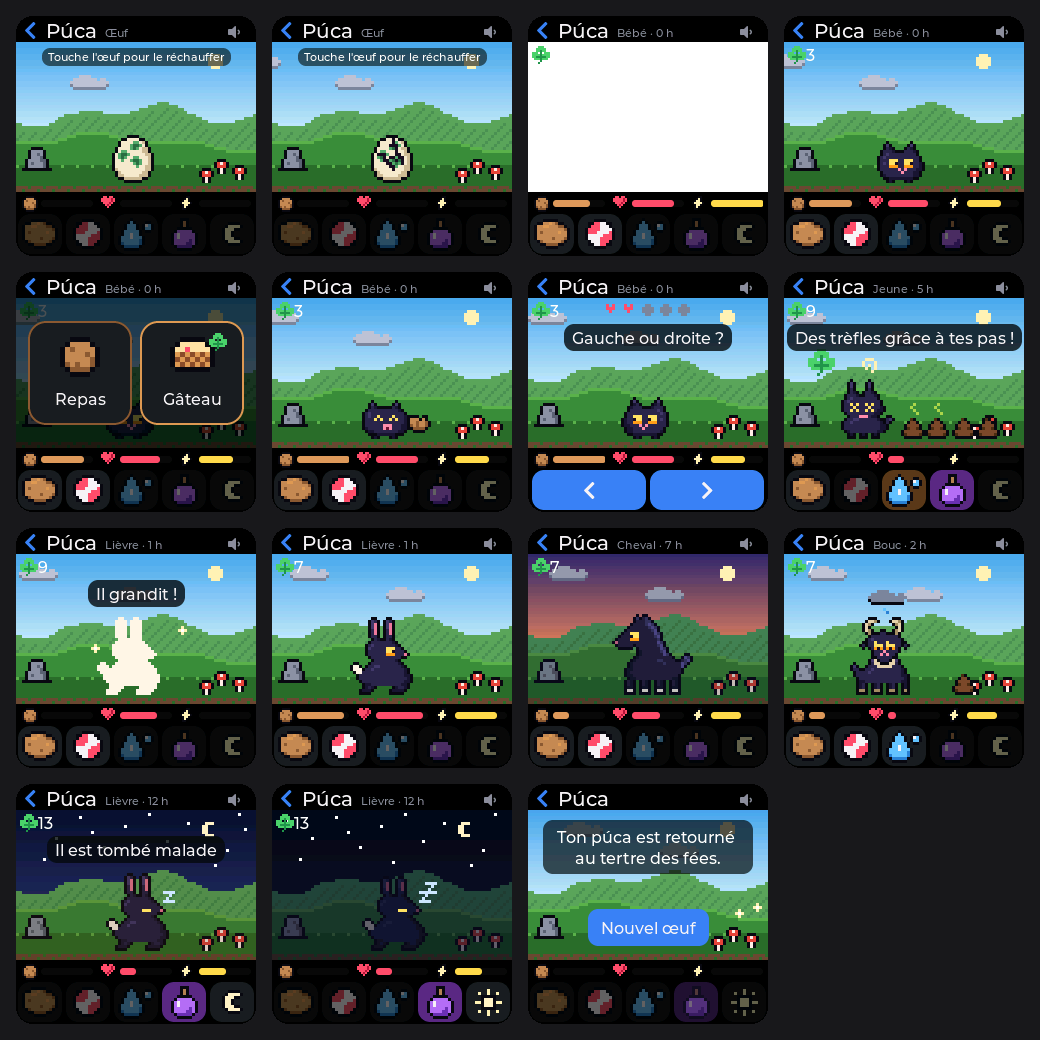 Púca Œuf
Touche l'œuf pour le réchauffer
Púca Œuf
Touche l'œuf pour le réchauffer
Púca Bébé · 0 h
Púca Bébé · 0 h
3
Púca Bébé · 0 h
3
Repas
Gâteau
Púca Bébé · 0 h
3
Púca Bébé · 0 h
3
Gauche ou droite ?
Púca Jeune · 5 h
9
Des trèfles grâce à tes pas !
Púca Lièvre · 1 h
9
Il grandit !
Púca Lièvre · 1 h
7
Púca Cheval · 7 h
7
Púca Bouc · 2 h
7
Púca Lièvre · 12 h
13
Il est tombé malade
Z
Púca Lièvre · 12 h
13
Z
Púca
Ton púca est retourné
au tertre des fées.
Nouvel œuf